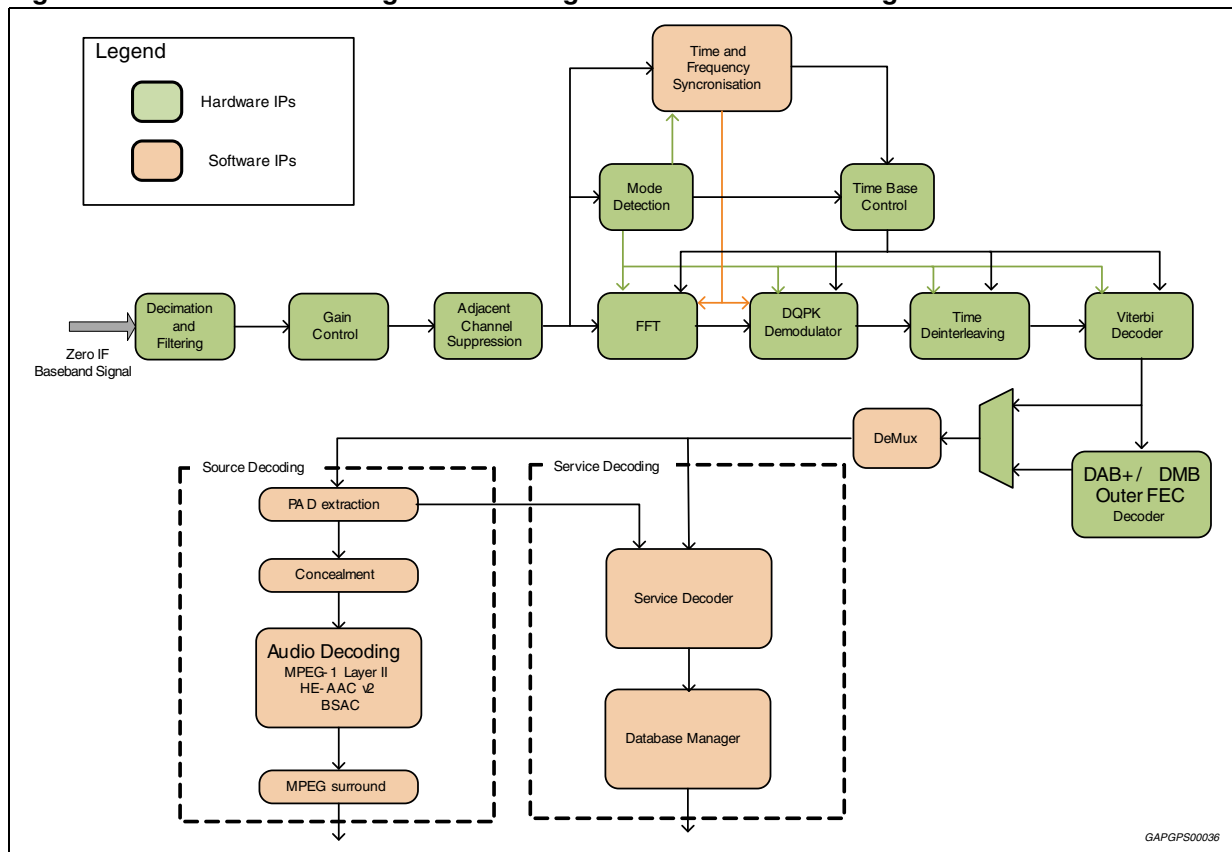 Legend
Hardware IPs
Software IPs
Time and
Frequency
Syncronisation
Mode
Detection
Time Base
Control
Decimation
and
Filtering
Gain
Control
Adjacent
Channel
Suppression
FFT
DQPK
Demodulator
Time
Deinterleaving
Viterbi
Decoder
Zero IF
Baseband Signal
DeMux
DAB+ / DMB
Outer FEC
Decoder
Source Decoding
Service Decoding
PAD extraction
Concealment
Service Decoder
Audio Decoding
MPEG-1 Layer II
HE-AAC v2
BSAC
Database Manager
MPEG surround
GAPGPS00036